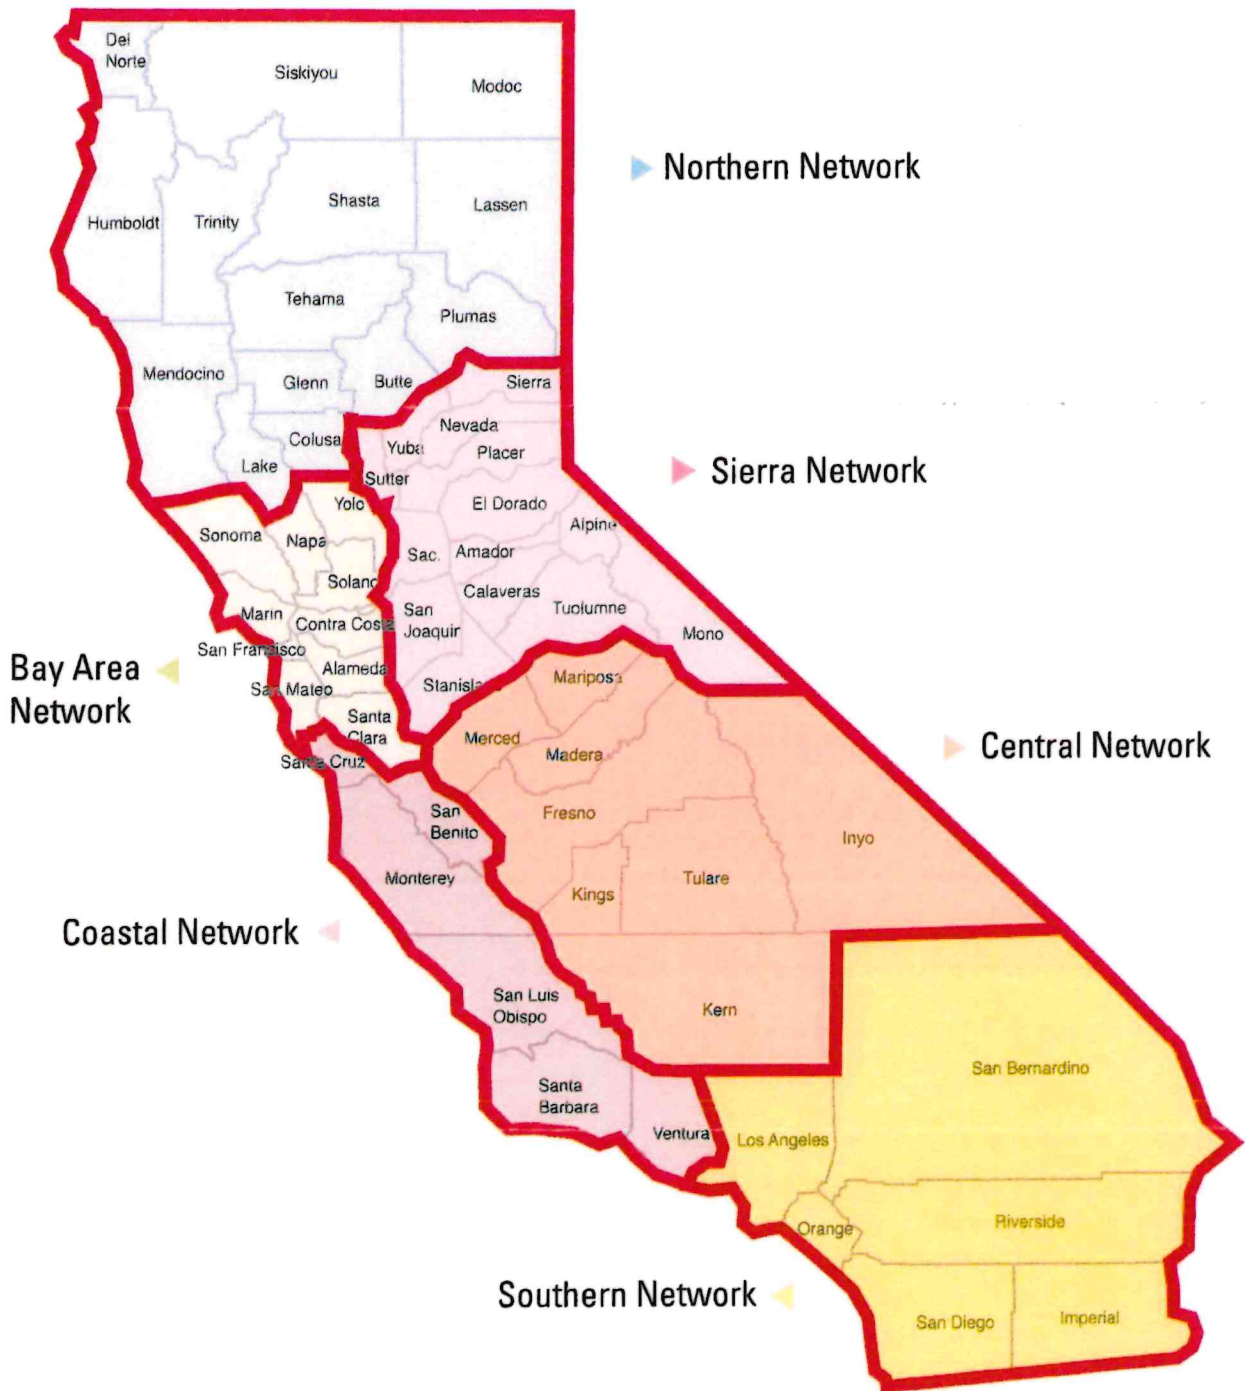 Del
Norte
Siskiyou
Modoc
Northern Network
Shasta
Lassen
Humboldt
Trinity
Tehama
Plumas
Mendocino
Glenn
Butte
Sierra
Nevada
Colusa
Yuba
Placer
Lake
Sutter
Sierra Network
Yolo
El Dorado
Alpine
Sonoma
Napa
Sac.
Amador
Solano
Calaveras
Tuolumne
Marin
Contra Costa
San
Joaquin
Mono
San Francisco
Alameda
Bay Area
Network
San Mateo
Stanislaus
Mariposa
Santa
Clara
Merced
Madera
Central Network
Santa Cruz
San
Benito
Fresno
Inyo
Monterey
Kings
Tulare
Coastal Network
San Luis
Obispo
Kern
San Bernardino
Santa
Barbara
Ventura
Los Angeles
Orange
Riverside
Southern Network
San Diego
Imperial